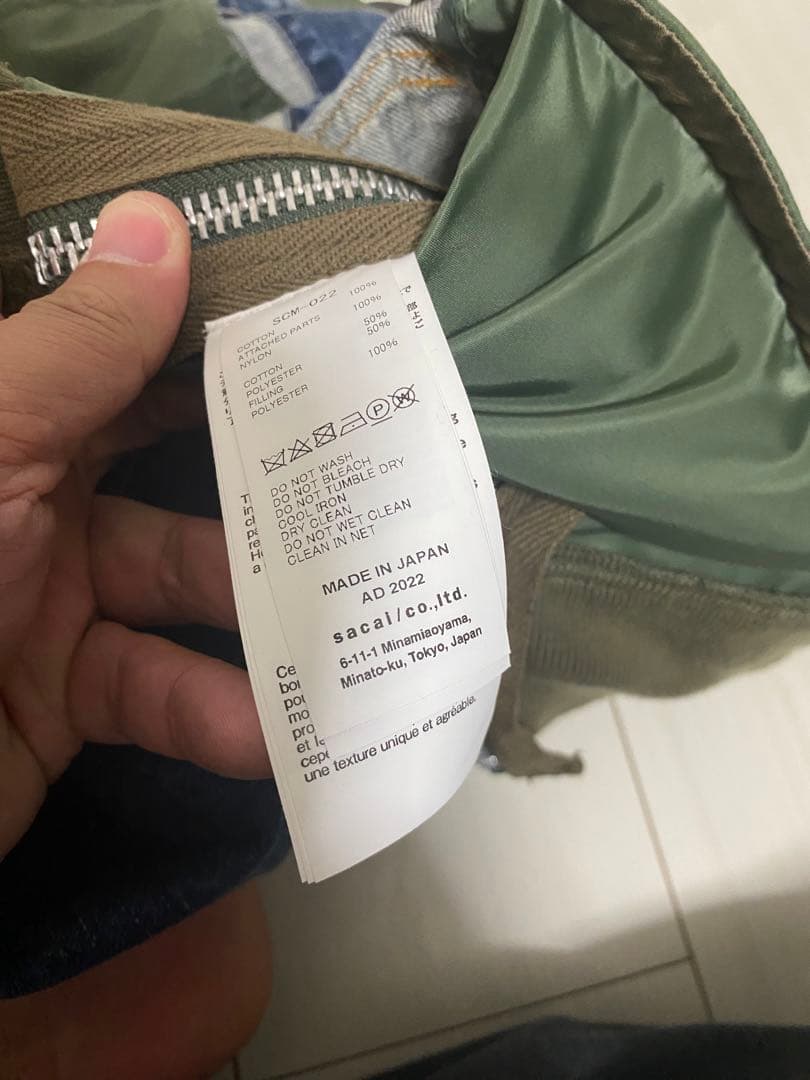 SCM-022
COTTON 100%
ATTACHED PARTS
NYLON 100%
COTTON 50%
POLYESTER 50%
FILLING
POLYESTER 100%
P W
DO NOT WASH
DO NOT BLEACH
DO NOT TUMBLE DRY
COOL IRON
DRY CLEAN
DO NOT WET CLEAN
CLEAN IN NET
MADE IN JAPAN
AD 2022
sacai/co.,ltd.
6-11-1 Minamiaoyama,
Minato-ku, Tokyo, Japan
Ce
pro
et
une texture unique et agréable.